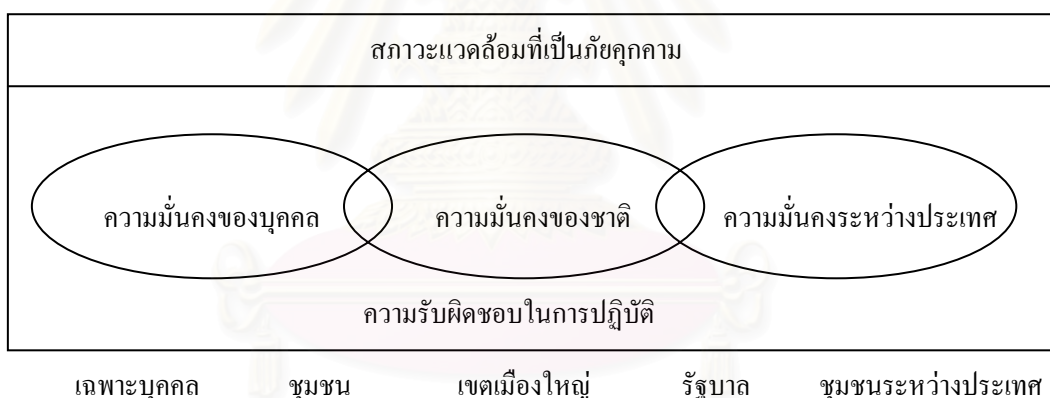 สภาวะแวดล้อมที่เป็นภัยคุกคาม
ความมั่นคงของบุคคล ความมั่นคงของชาติ ความมั่นคงระหว่างประเทศ
ความรับผิดชอบในการปฏิบัติ
เฉพาะบุคคล ชุมชน เขตเมืองใหญ่ รัฐบาล ชุมชนระหว่างประเทศ